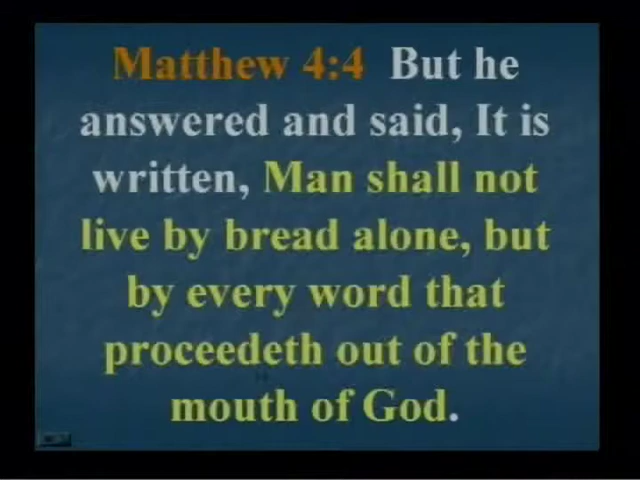 Matthew 4:4 But he
answered and said, It is
written, Man shall not
live by bread alone, but
by every word that
proceedeth out of the
mouth of God.